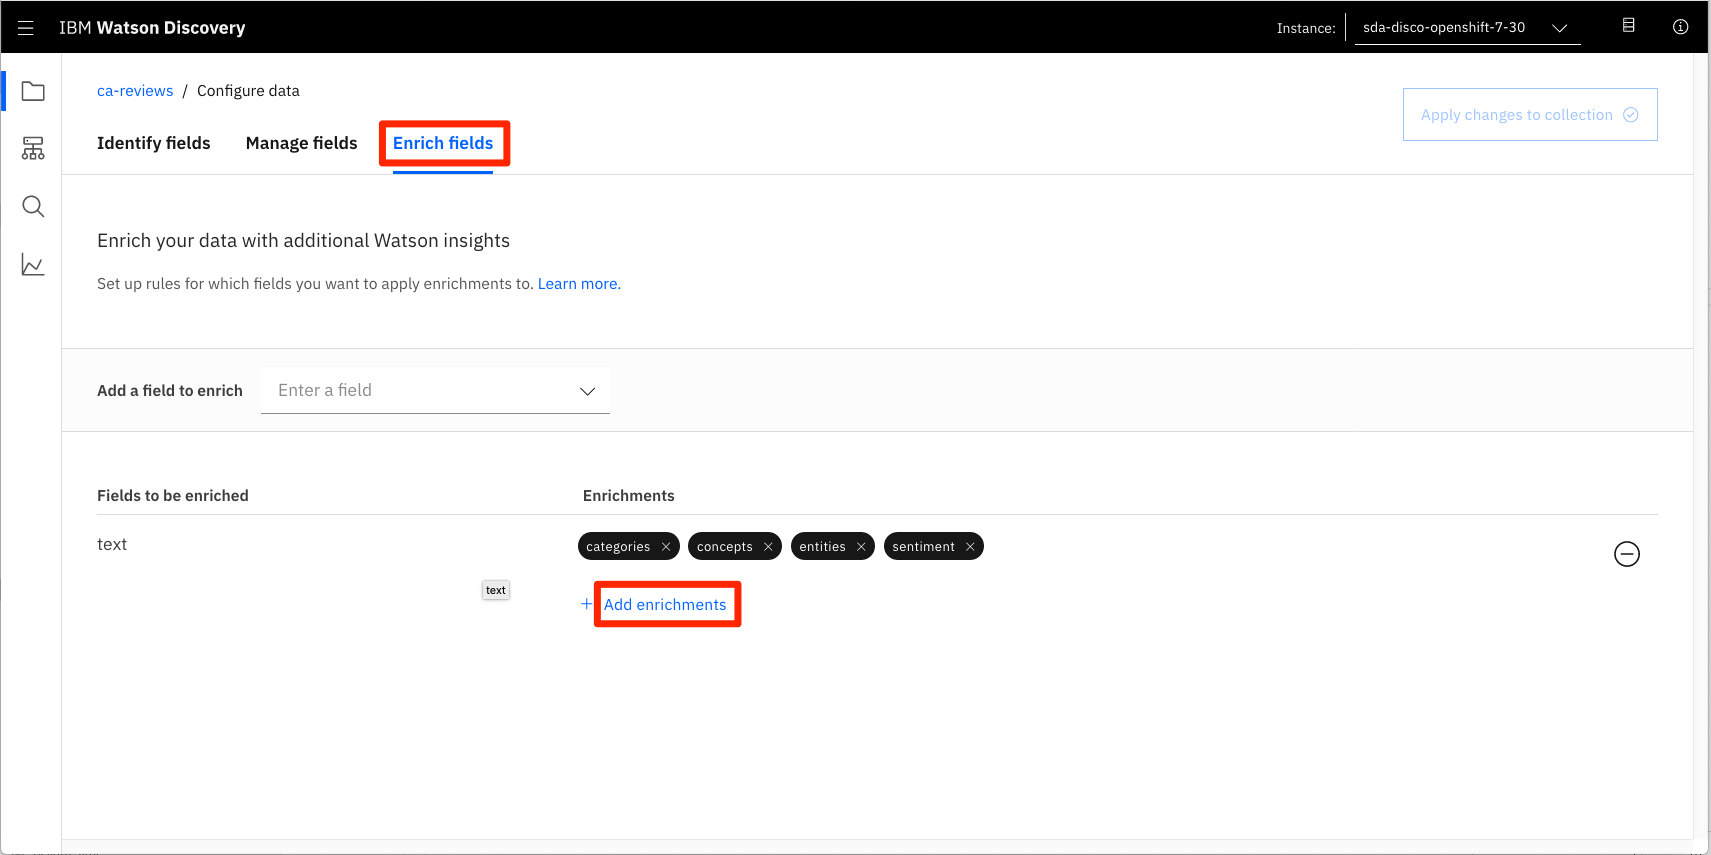 IBM Watson Discovery
Instance: sda-disco-openshift-7-30
ca-reviews / Configure data
Apply changes to collection
Identify fields Manage fields Enrich fields
Enrich your data with additional Watson insights
Set up rules for which fields you want to apply enrichments to. Learn more.
Add a field to enrich Enter a field
Fields to be enriched Enrichments
text categories concepts entities sentiment
text
+ Add enrichments